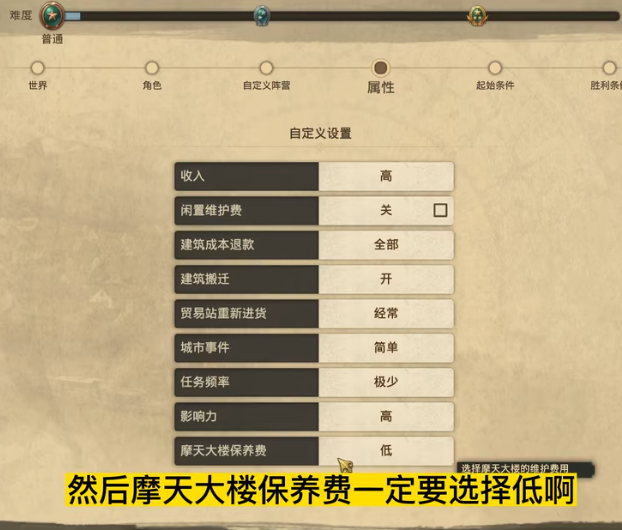 难度
普通
世界 角色 自定义阵营 属性 起始条件 胜利条
自定义设置
收入 高
闲置维护费 关
建筑成本退款 全部
建筑搬迁 开
贸易站重新进货 经常
城市事件 简单
任务频率 极少
影响力 高
摩天大楼保养费 低
选择摩天大楼的维护费用
然后摩天大楼保养费一定要选择低啊